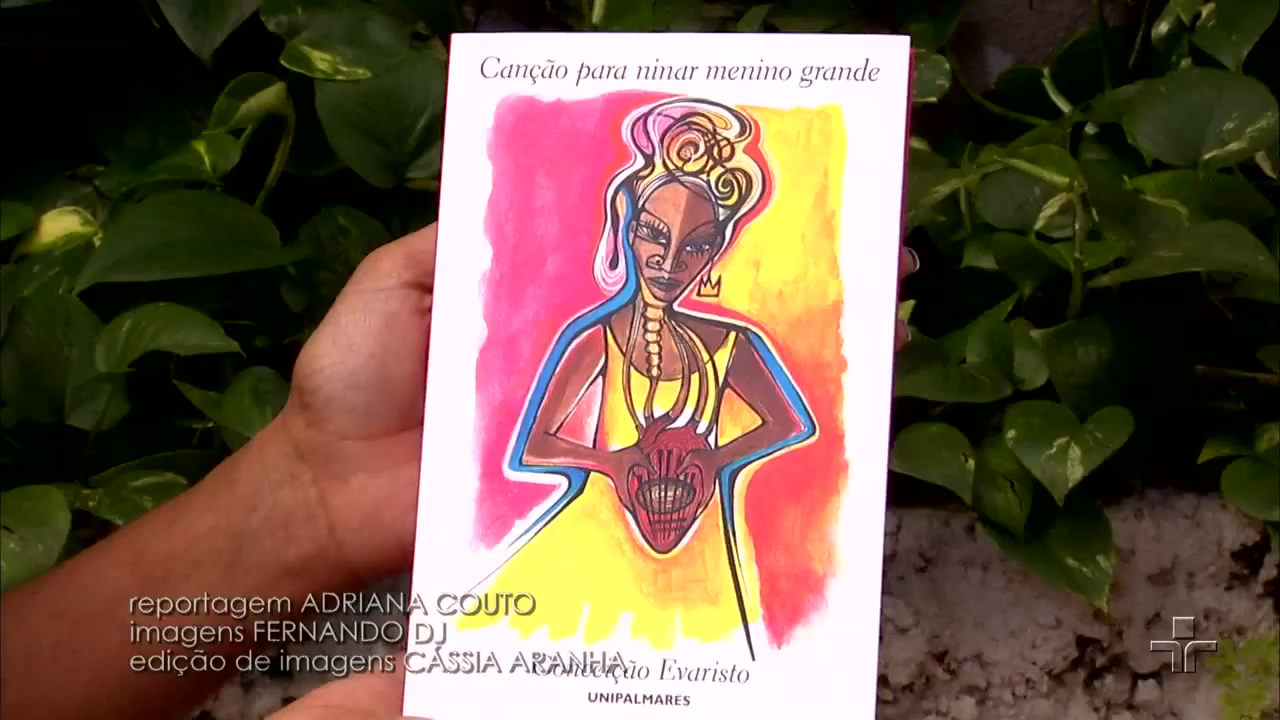 Canção para ninar menino grande
reportagem ADRIANA COUTO
imagens FERNANDO DJ
edição de imagens CÁSSIA ARANHA
Conceição Evaristo
UNIPALMARES